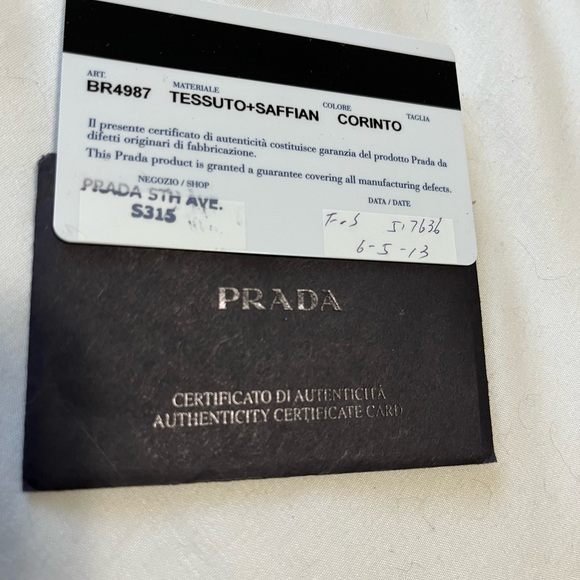 ART. MATERIALE COLORE TAGLIA
BR4987 TESSUTO+SAFFIAN CORINTO
Il presente certificato di autenticità costituisce garanzia del prodotto Prada da
difetti originari di fabbricazione.
This Prada product is granted a guarantee covering all manufacturing defects.
NEGOZIO / SHOP
PRADA 5TH AVE.
S315
DATA / DATE
517636
6-5-13
PRADA
CERTIFICATO DI AUTENTICITÀ
AUTHENTICITY CERTIFICATE CARD